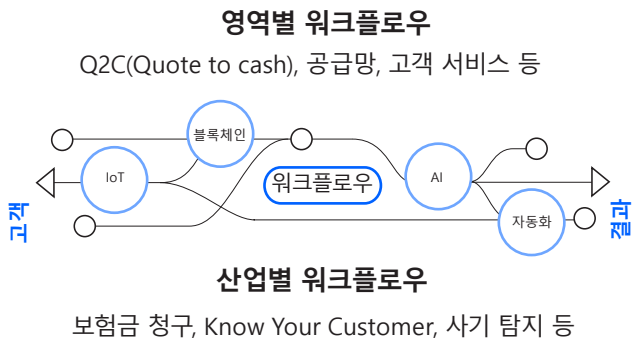 영역별 워크플로우
Q2C(Quote to cash), 공급망, 고객 서비스 등
블록체인
IoT
워크플로우
AI
자동화
고객
결과
산업별 워크플로우
보험금 청구, Know Your Customer, 사기 탐지 등